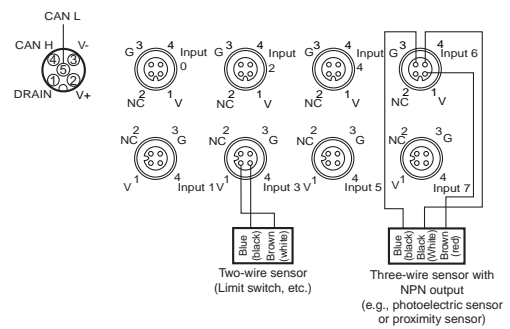 CAN L
CAN H
V-
4 3
5
1 2
DRAIN
V+
G 3 4 Input 0
NC 2 1 V
G 3 4 Input 2
NC 2 1 V
G 3 4 Input 4
NC 2 1 V
G 3 4 Input 6
NC 2 1 V
NC 2 3 G
V 1 4 Input 1
NC 2 3 G
V 1 4 Input 3
NC 2 3 G
V 1 4 Input 5
NC 2 3 G
V 1 4 Input 7
Blue
(black)
Brown
(white)
Two-wire sensor
(Limit switch, etc.)
Blue
(black)
Black
(White)
Brown
(red)
Three-wire sensor with
NPN output
(e.g., photoelectric sensor
or proximity sensor)